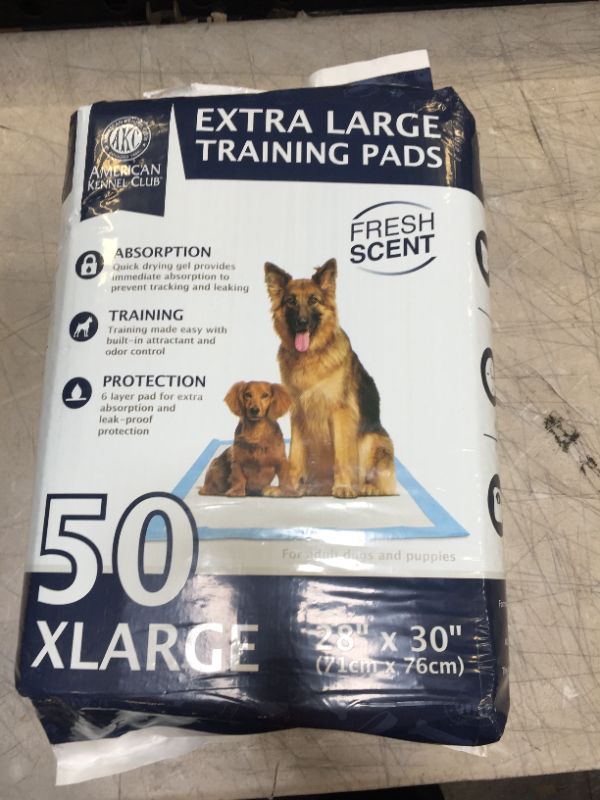 EXTRA LARGE
TRAINING PADS
AKC
AMERICAN
KENNEL CLUB
FRESH
SCENT
ABSORPTION
Quick drying gel provides
immediate absorption to
prevent tracking and leaking
TRAINING
Training made easy with
built-in attractant and
odor control
PROTECTION
6 layer pad for extra
absorption and
leak-proof
protection
For adult dogs and puppies
50
XLARGE
28" x 30"
(71cm x 76cm)